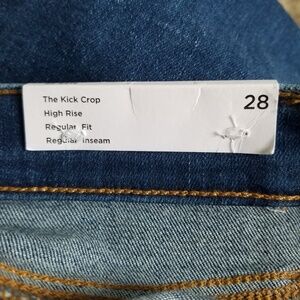 The Kick Crop
28
High Rise
Regular Fit
Regular Inseam